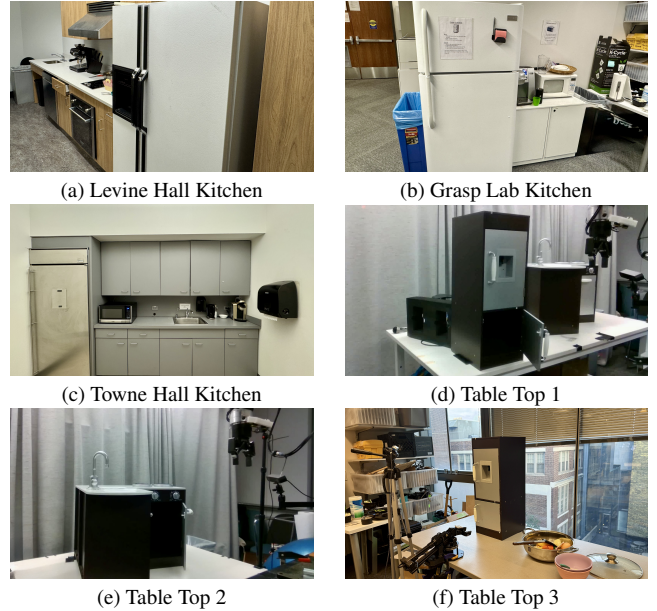 (a) Levine Hall Kitchen
(b) Grasp Lab Kitchen
(c) Towne Hall Kitchen
(d) Table Top 1
(e) Table Top 2
(f) Table Top 3